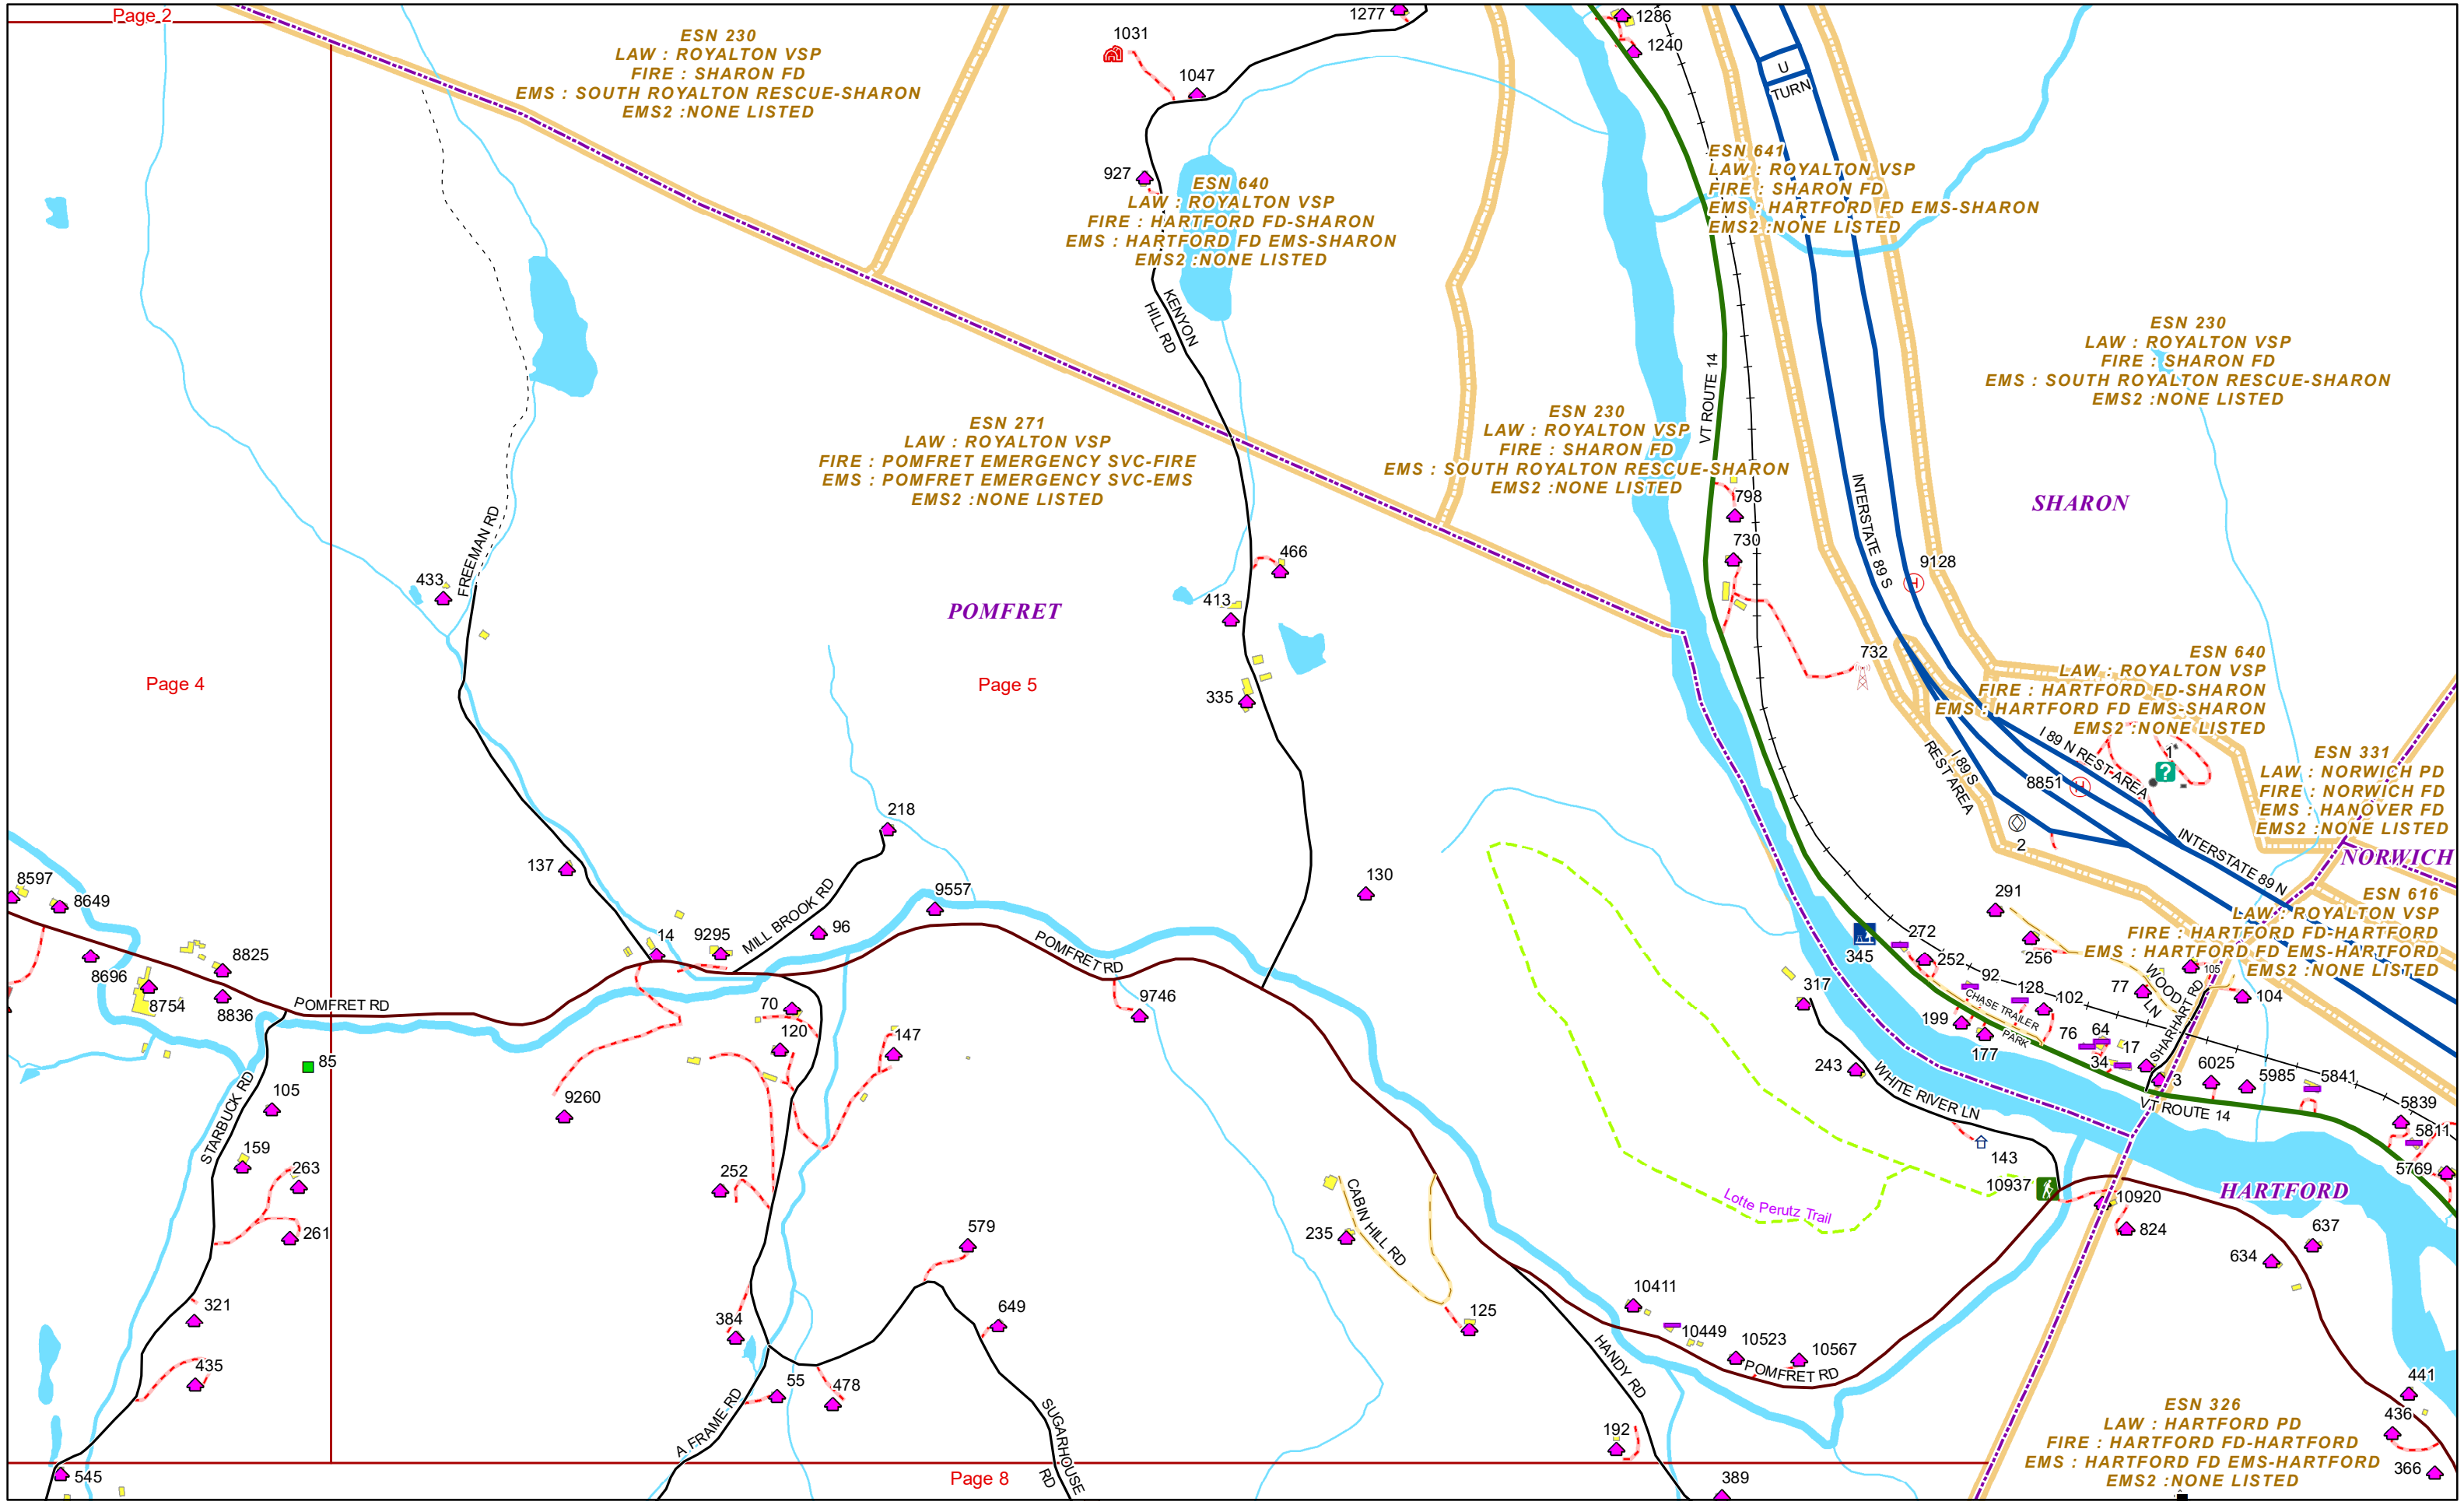 Page 2
ESN 230
LAW : ROYALTON VSP
FIRE : SHARON FD
EMS : SOUTH ROYALTON RESCUE-SHARON
EMS2 :NONE LISTED
1277
1031
1047
927
1286
1240
U
TURN
ESN 640
LAW : ROYALTON VSP
FIRE : HARTFORD FD-SHARON
EMS : HARTFORD FD EMS-SHARON
EMS2 :NONE LISTED
ESN 641
LAW : ROYALTON VSP
FIRE : SHARON FD
EMS : HARTFORD FD EMS-SHARON
EMS2 :NONE LISTED
KENYON
HILL RD
VT ROUTE 14
ESN 230
LAW : ROYALTON VSP
FIRE : SHARON FD
EMS : SOUTH ROYALTON RESCUE-SHARON
EMS2 :NONE LISTED
ESN 271
LAW : ROYALTON VSP
FIRE : POMFRET EMERGENCY SVC-FIRE
EMS : POMFRET EMERGENCY SVC-EMS
EMS2 :NONE LISTED
ESN 230
LAW : ROYALTON VSP
FIRE : SHARON FD
EMS : SOUTH ROYALTON RESCUE-SHARON
EMS2 :NONE LISTED
SHARON
INTERSTATE 89 S
798
730
9128
732
FREEMAN RD
433
POMFRET
466
413
335
Page 4
Page 5
ESN 640
LAW : ROYALTON VSP
FIRE : HARTFORD FD-SHARON
EMS : HARTFORD FD EMS-SHARON
EMS2 :NONE LISTED
I 89 N REST AREA
I 89 S
REST AREA
1
?
8851
H
H
2
ESN 331
LAW : NORWICH PD
FIRE : NORWICH FD
EMS : HANOVER FD
EMS2 :NONE LISTED
NORWICH
INTERSTATE 89 N
ESN 616
LAW : ROYALTON VSP
FIRE : HARTFORD FD-HARTFORD
EMS : HARTFORD FD EMS-HARTFORD
EMS2 :NONE LISTED
218
137
130
8597
8649
8696
8754
8825
8836
POMFRET RD
14
9295
MILL BROOK RD
96
9557
POMFRET RD
9746
291
256
345
272
252
92
128
102
CHASE TRAILER
PARK
199
177
76
64
34
17
3
77
WOOD
LN
SHARHART RD
105
104
6025
5985
5841
5839
5811
5769
VT ROUTE 14
317
243
WHITE RIVER LN
143
85
105
STARBUCK RD
159
263
261
321
435
545
70
120
147
9260
252
384
55
478
579
649
A FRAME RD
SUGARHOUSE
RD
235
CABIN HILL RD
125
Lotte Perutz Trail
10937
10920
824
HARTFORD
637
634
10411
10449
10523
10567
POMFRET RD
HANDY RD
192
389
441
436
366
ESN 326
LAW : HARTFORD PD
FIRE : HARTFORD FD-HARTFORD
EMS : HARTFORD FD EMS-HARTFORD
EMS2 :NONE LISTED
Page 8